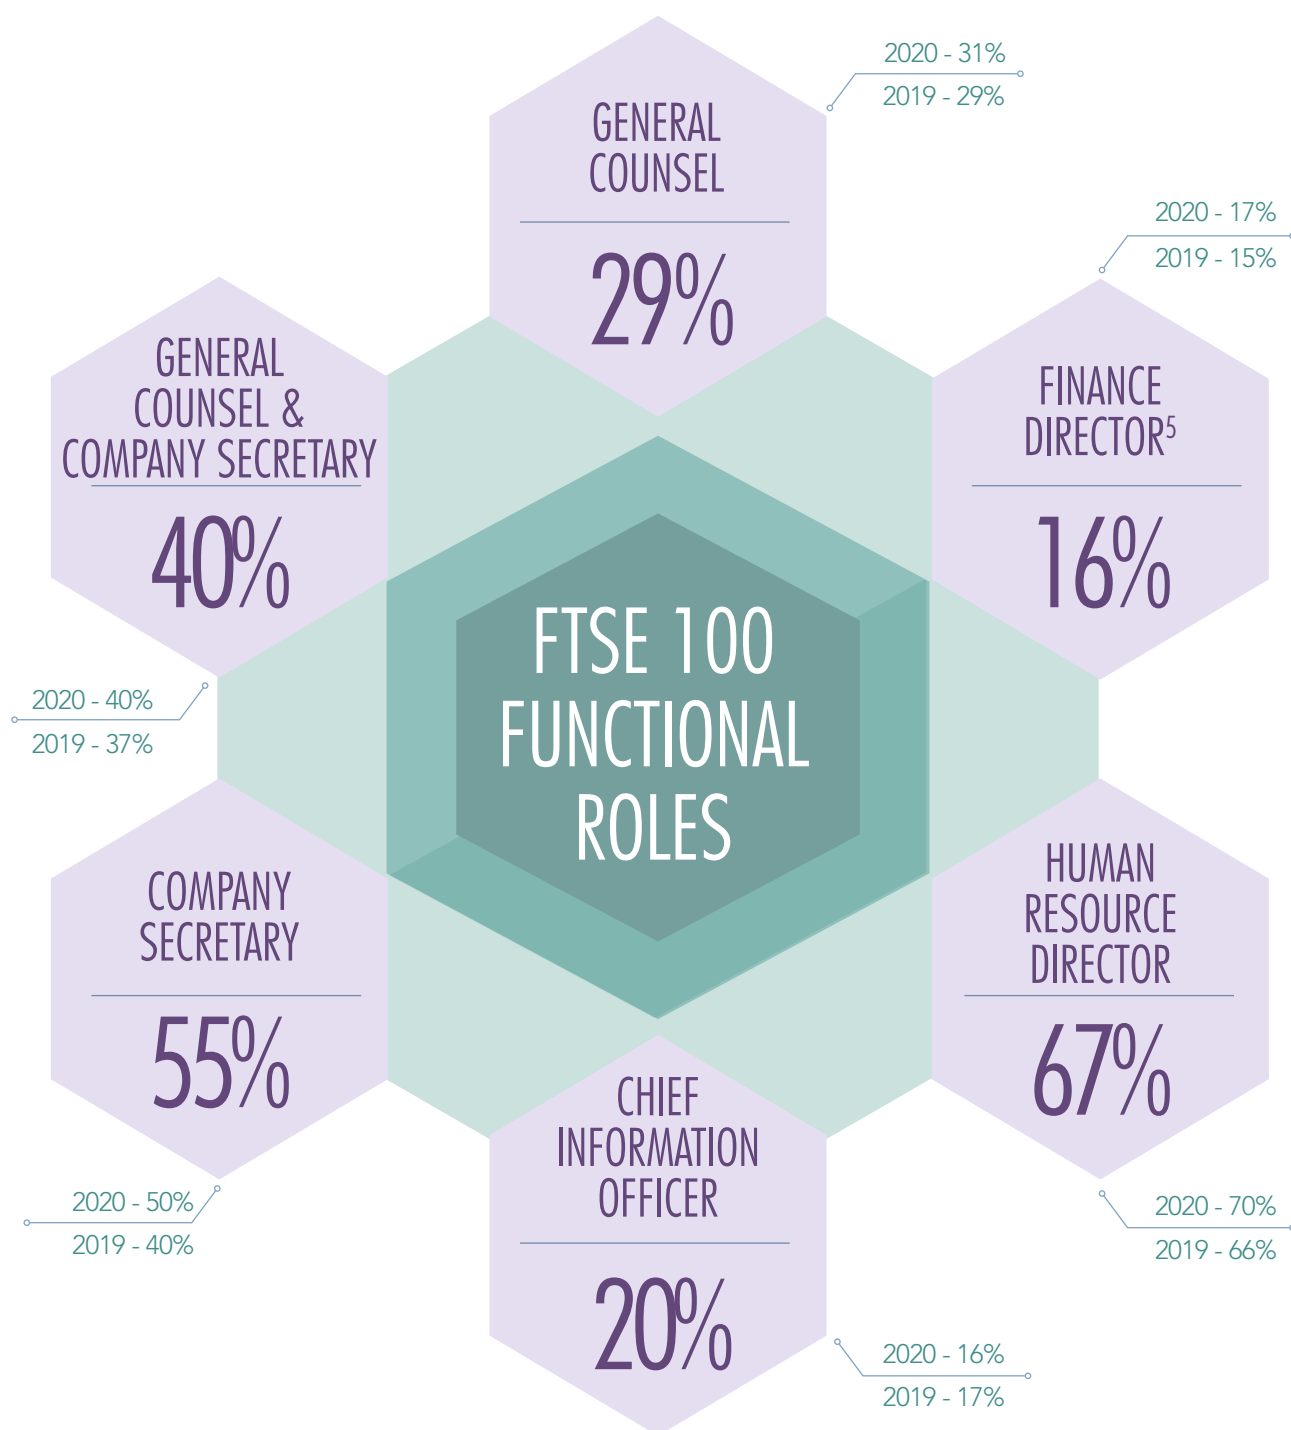 2020 - 31%
2019 - 29%
GENERAL
COUNSEL
29%
2020 - 17%
2019 - 15%
FINANCE
DIRECTOR⁵
16%
GENERAL
COUNSEL &
COMPANY SECRETARY
40%
2020 - 40%
2019 - 37%
FTSE 100
FUNCTIONAL
ROLES
COMPANY
SECRETARY
55%
2020 - 50%
2019 - 40%
HUMAN
RESOURCE
DIRECTOR
67%
2020 - 70%
2019 - 66%
CHIEF
INFORMATION
OFFICER
20%
2020 - 16%
2019 - 17%